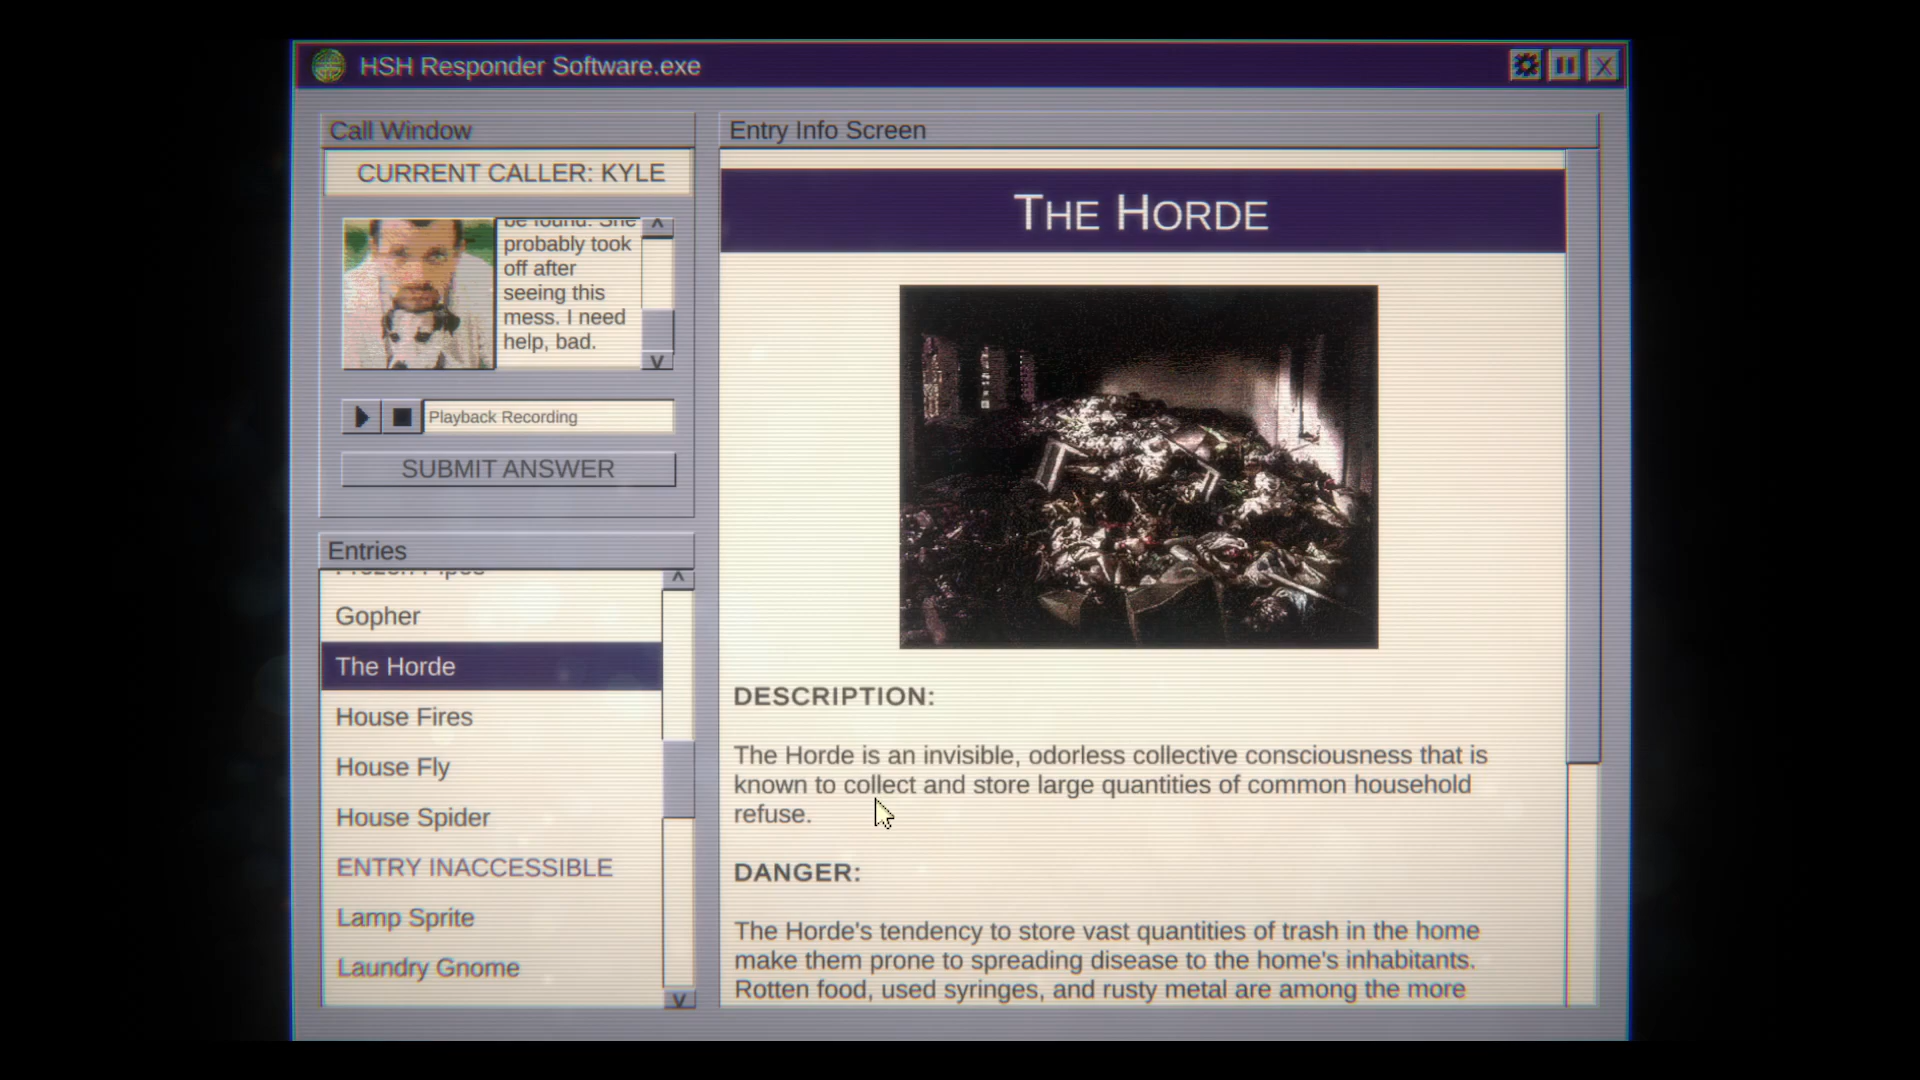 HSH Responder Software.exe
Call Window
CURRENT CALLER: KYLE
be found. She
probably took
off after
seeing this
mess. I need
help, bad.
Playback Recording
SUBMIT ANSWER
Entries
Frozen Pipes
Gopher
The Horde
House Fires
House Fly
House Spider
ENTRY INACCESSIBLE
Lamp Sprite
Laundry Gnome
Entry Info Screen
THE HORDE
DESCRIPTION:
The Horde is an invisible, odorless collective consciousness that is
known to collect and store large quantities of common household
refuse.
DANGER:
The Horde's tendency to store vast quantities of trash in the home
make them prone to spreading disease to the home's inhabitants.
Rotten food, used syringes, and rusty metal are among the more